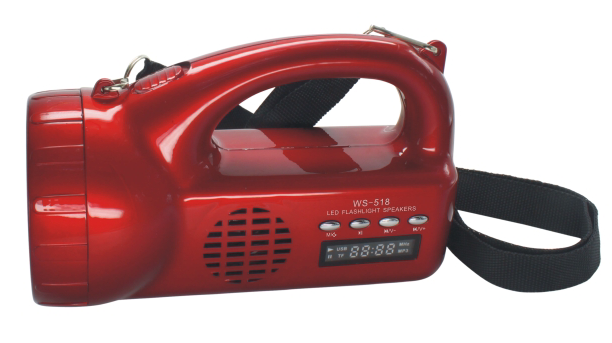 WS-518
LED FLASHLIGHT SPEAKERS
M/V- M/V+
USB 88:88 MHz
TF MP3